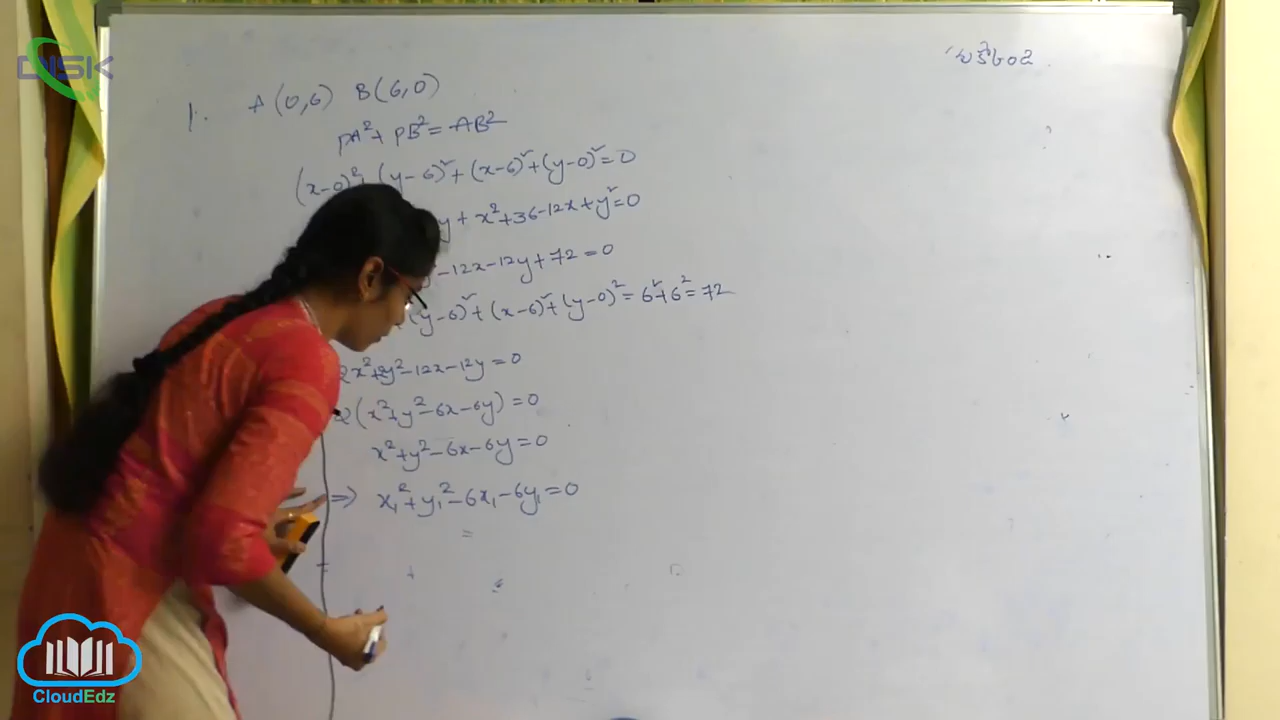 DISK
1. A(0,6) B(6,0)
PA²+ PB²= AB²
(x-0)²+(y-6)²+(x-6)²+(y-0)²=0
y + x²+36-12x+y²=0
-12x-12y+72=0
(y-6)²+(x-6)²+(y-0)²= 6²+6²=72
2x²+2y²-12x-12y=0
2(x²+y²-6x-6y)=0
x²+y²-6x-6y=0
⇒ x₁²+y₁²-6x₁-6y₁=0
=
CloudEdz